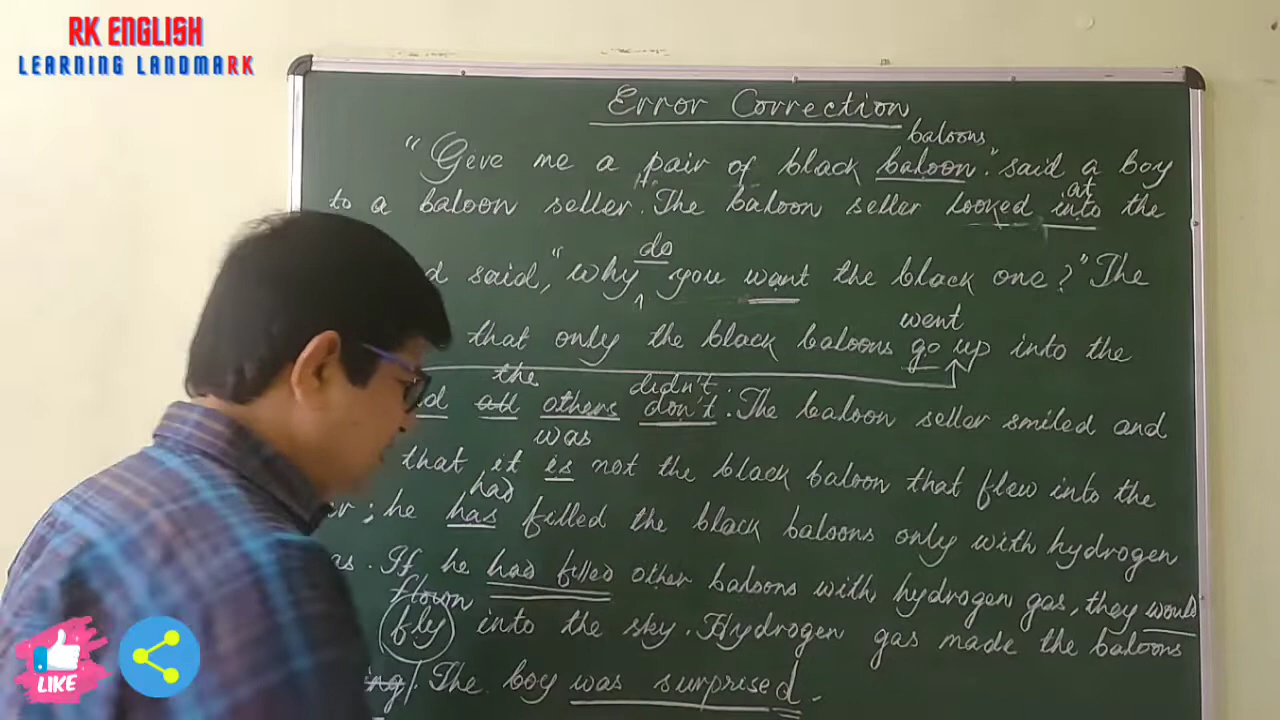 RK ENGLISH
LEARNING LANDMARK
Error Correction
baloons
"Give me a pair of black baloon." said a boy
at
to a baloon seller. The baloon seller looked into the
do
said, "why you want the black one?" The
went
that only the black baloons go up into the
the didn't
all others don't. The baloon seller smiled and
was
that it is not the black baloon that flew into the
had
; he has filled the black baloons only with hydrogen
. If he had filled other baloons with hydrogen gas, they would
flown
fly into the sky. Hydrogen gas made the baloons
The boy was surprised.
LIKE